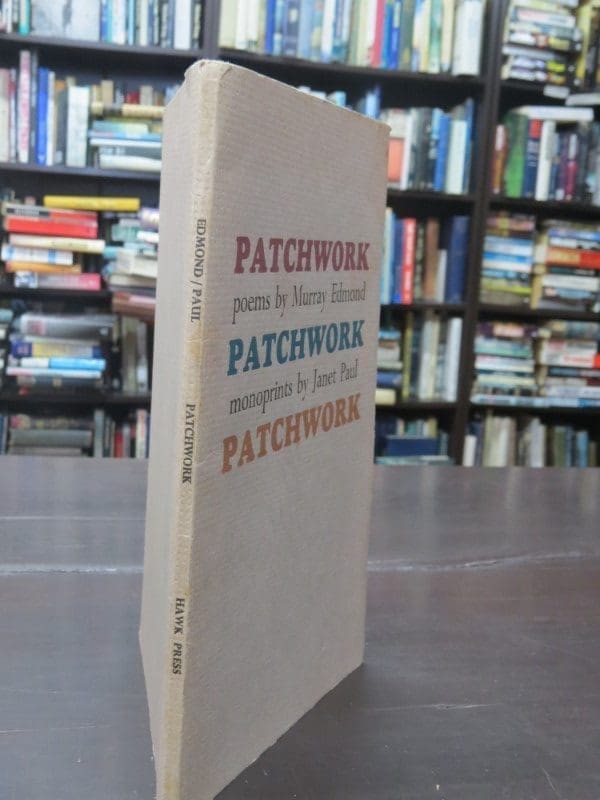 PATCHWORK
poems by Murray Edmond
PATCHWORK
monoprints by Janet Paul
PATCHWORK
EDMOND / PAUL
PATCHWORK
HAWK PRESS